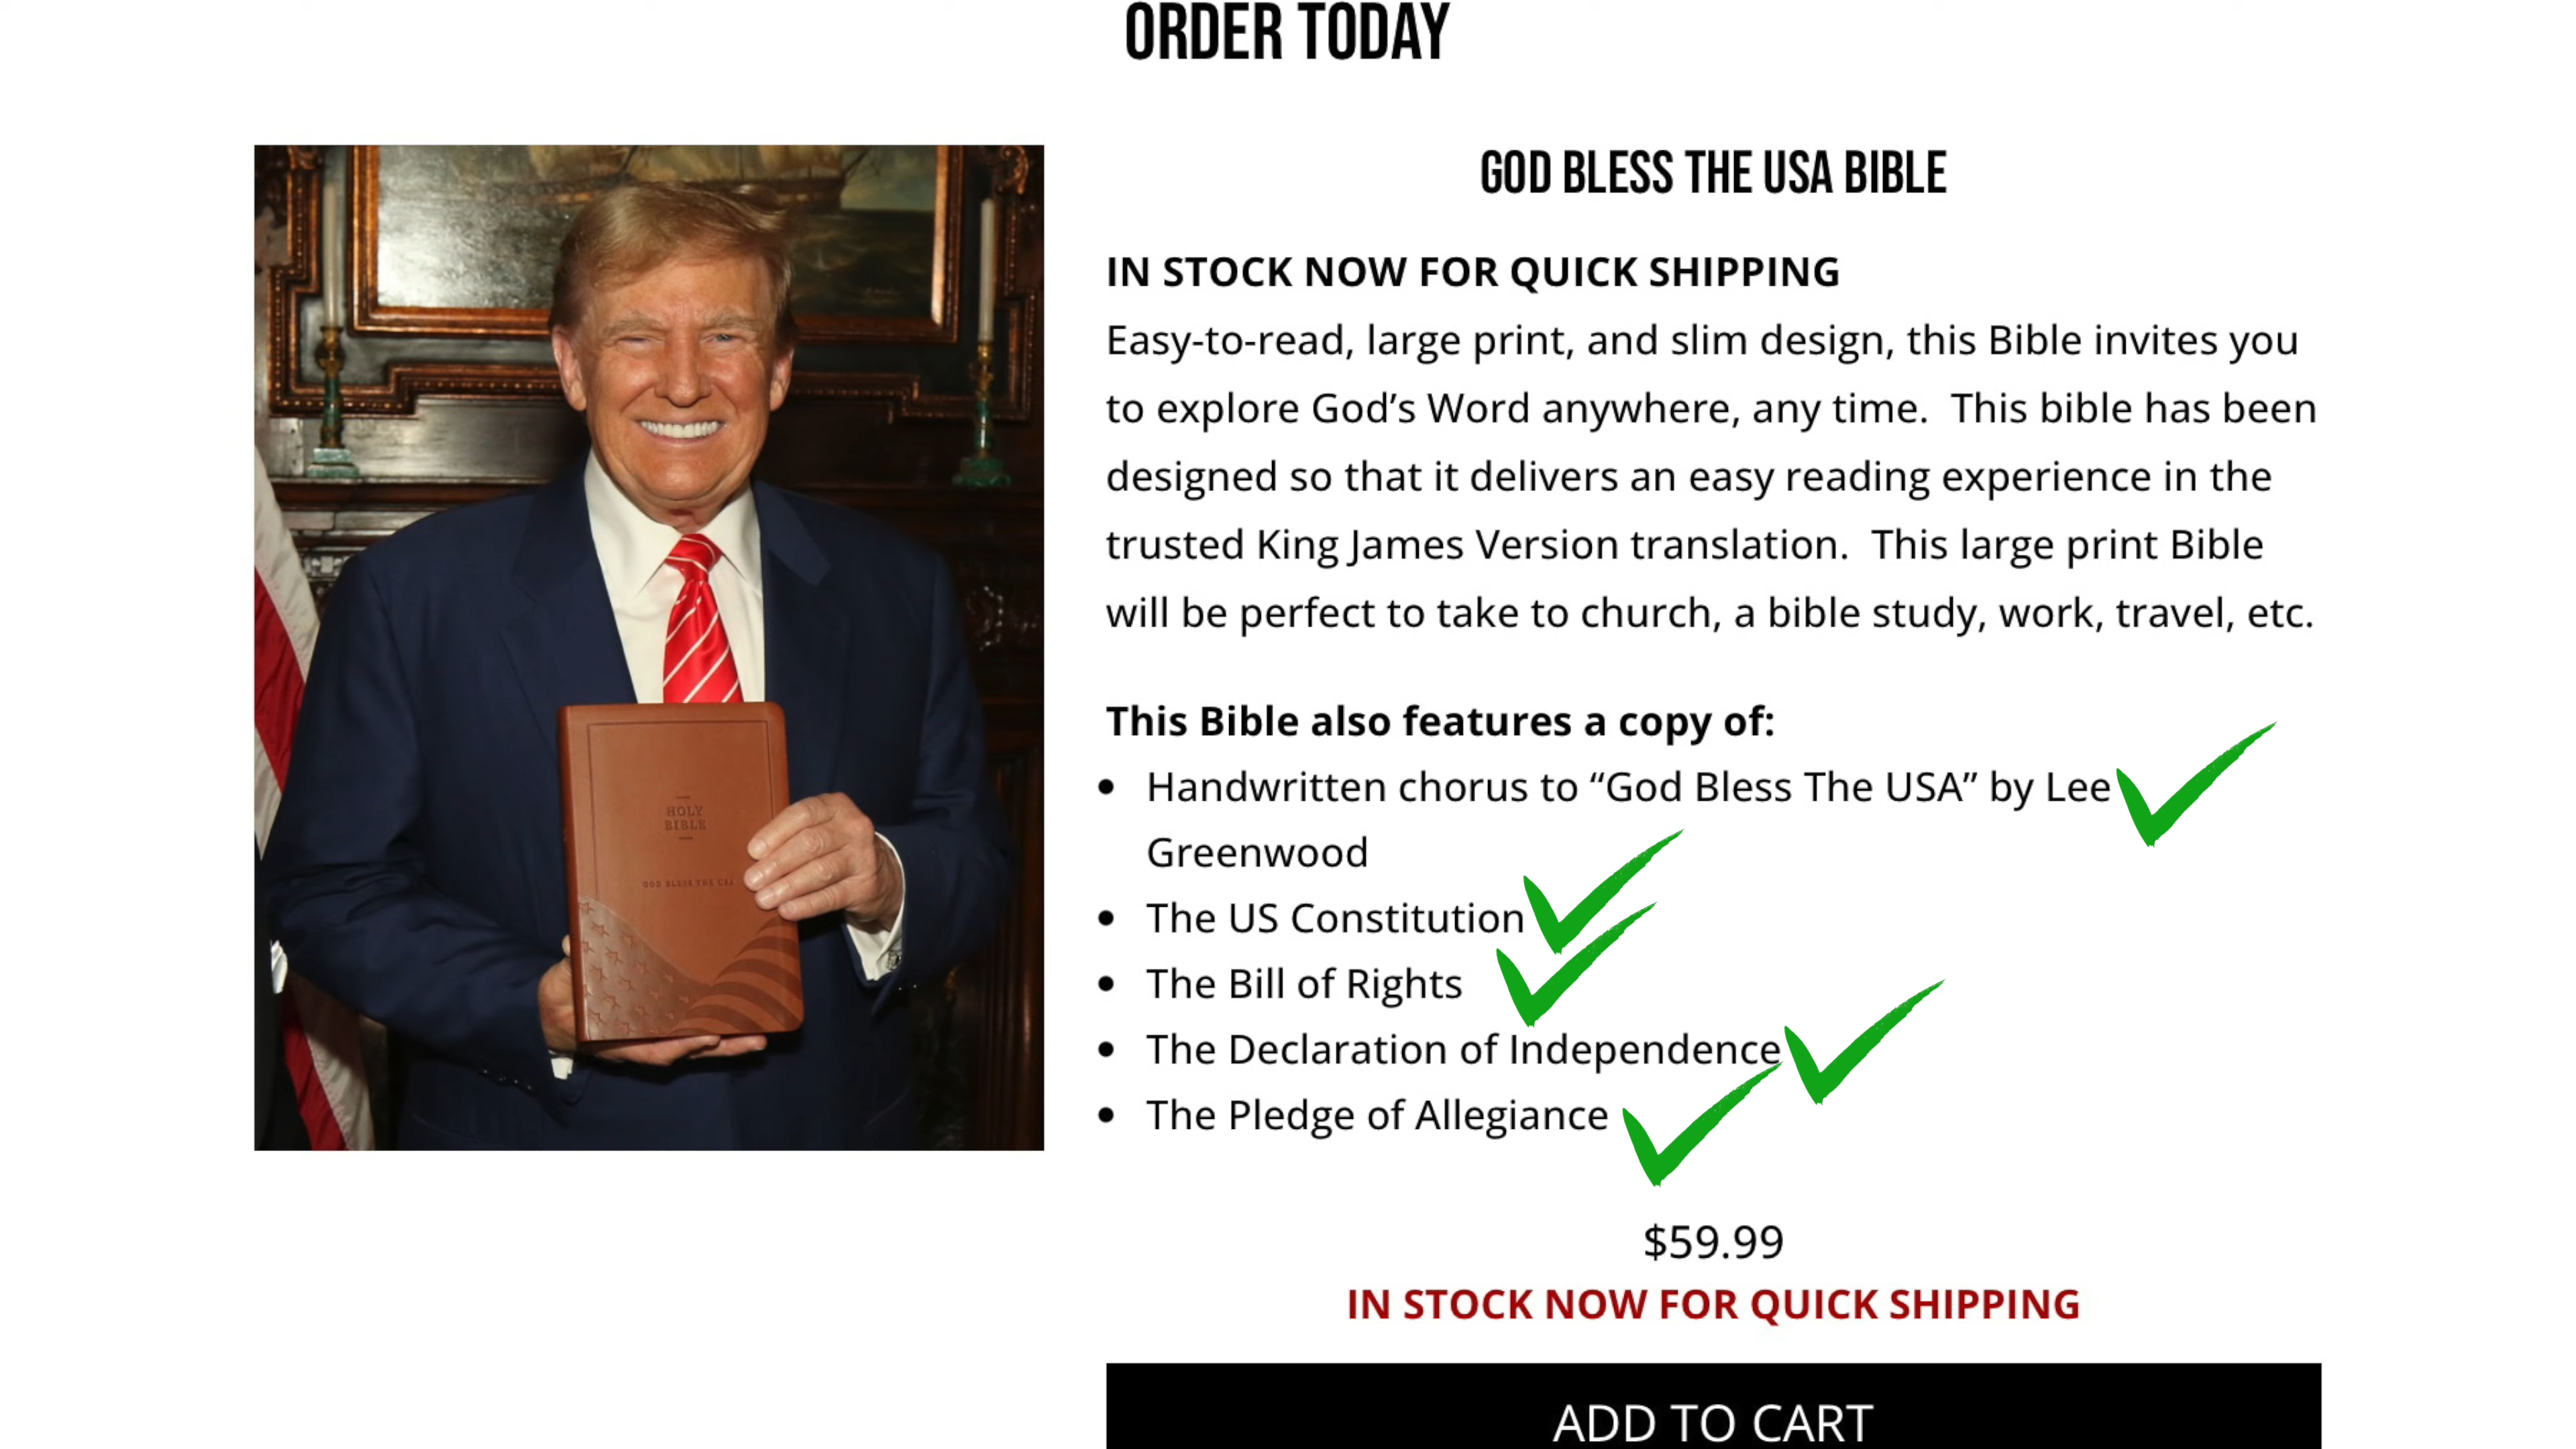 ORDER TODAY
GOD BLESS THE USA BIBLE
IN STOCK NOW FOR QUICK SHIPPING
Easy-to-read, large print, and slim design, this Bible invites you
to explore God’s Word anywhere, any time. This bible has been
designed so that it delivers an easy reading experience in the
trusted King James Version translation. This large print Bible
will be perfect to take to church, a bible study, work, travel, etc.
This Bible also features a copy of:
• Handwritten chorus to “God Bless The USA” by Lee
Greenwood
• The US Constitution
• The Bill of Rights
• The Declaration of Independence
• The Pledge of Allegiance
$59.99
IN STOCK NOW FOR QUICK SHIPPING
ADD TO CART
HOLY
BIBLE
GOD BLESS THE USA